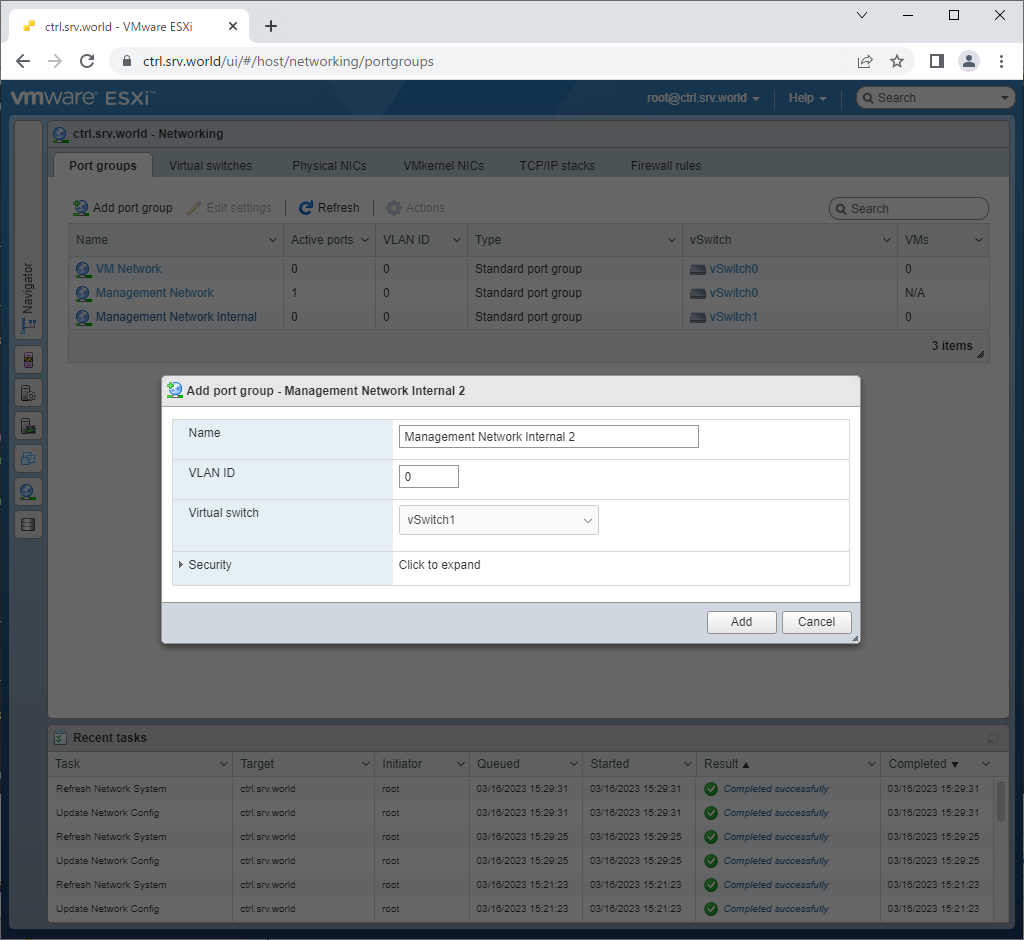 ctrl.srv.world - VMware ESXi
ctrl.srv.world/ui/#/host/networking/portgroups
vmware ESXi™
root@ctrl.srv.world
Help
Search
Navigator
ctrl.srv.world - Networking
Port groups Virtual switches Physical NICs VMkernel NICs TCP/IP stacks Firewall rules
Add port group Edit settings Refresh Actions Search
Name Active ports VLAN ID Type vSwitch VMs
VM Network 0 0 Standard port group vSwitch0 0
Management Network 1 0 Standard port group vSwitch0 N/A
Management Network Internal 0 0 Standard port group vSwitch1 0
3 items
Add port group - Management Network Internal 2
Name Management Network Internal 2
VLAN ID 0
Virtual switch vSwitch1
Security Click to expand
Add Cancel
Recent tasks
Task Target Initiator Queued Started Result ▲ Completed ▼
Refresh Network System ctrl.srv.world root 03/16/2023 15:29:31 03/16/2023 15:29:31 Completed successfully 03/16/2023 15:29:31
Update Network Config ctrl.srv.world root 03/16/2023 15:29:31 03/16/2023 15:29:31 Completed successfully 03/16/2023 15:29:31
Refresh Network System ctrl.srv.world root 03/16/2023 15:29:25 03/16/2023 15:29:25 Completed successfully 03/16/2023 15:29:25
Update Network Config ctrl.srv.world root 03/16/2023 15:29:25 03/16/2023 15:29:25 Completed successfully 03/16/2023 15:29:25
Refresh Network System ctrl.srv.world root 03/16/2023 15:21:23 03/16/2023 15:21:23 Completed successfully 03/16/2023 15:21:23
Update Network Config ctrl.srv.world root 03/16/2023 15:21:23 03/16/2023 15:21:23 Completed successfully 03/16/2023 15:21:23